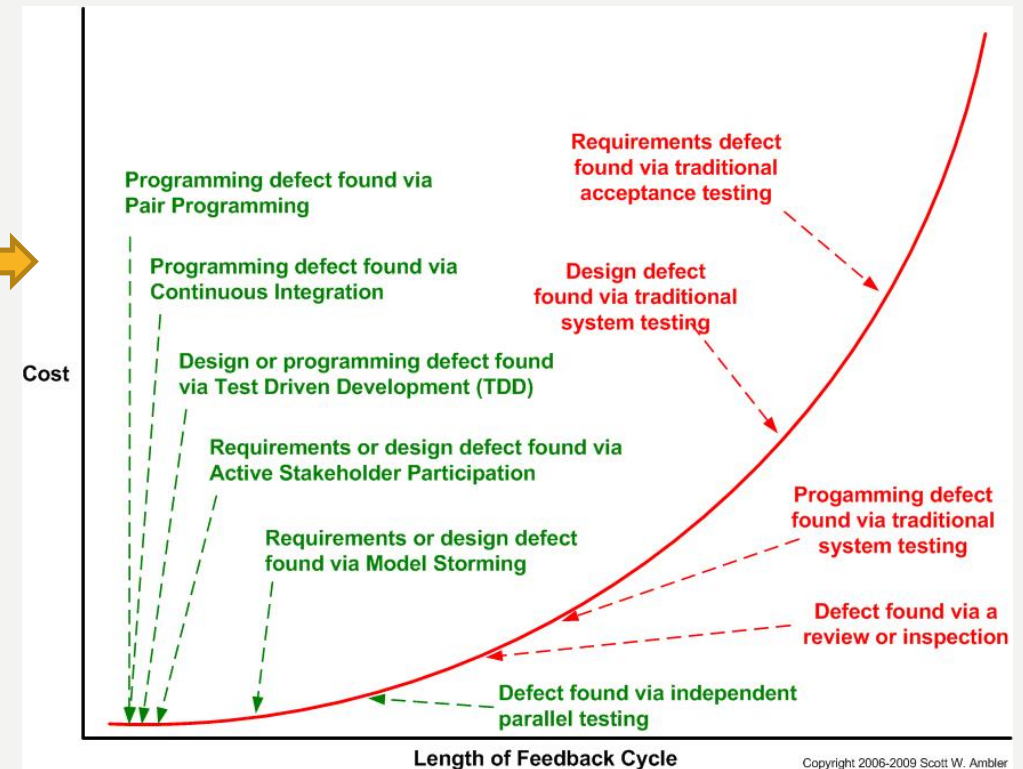 Requirements defect
found via traditional
acceptance testing
Programming defect found via
Pair Programming
Programming defect found via
Continuous Integration
Design defect
found via traditional
system testing
Cost
Design or programming defect found
via Test Driven Development (TDD)
Requirements or design defect found via
Active Stakeholder Participation
Progamming defect
found via traditional
system testing
Requirements or design defect
found via Model Storming
Defect found via a
review or inspection
Defect found via independent
parallel testing
Length of Feedback Cycle
Copyright 2006-2009 Scott W. Ambler